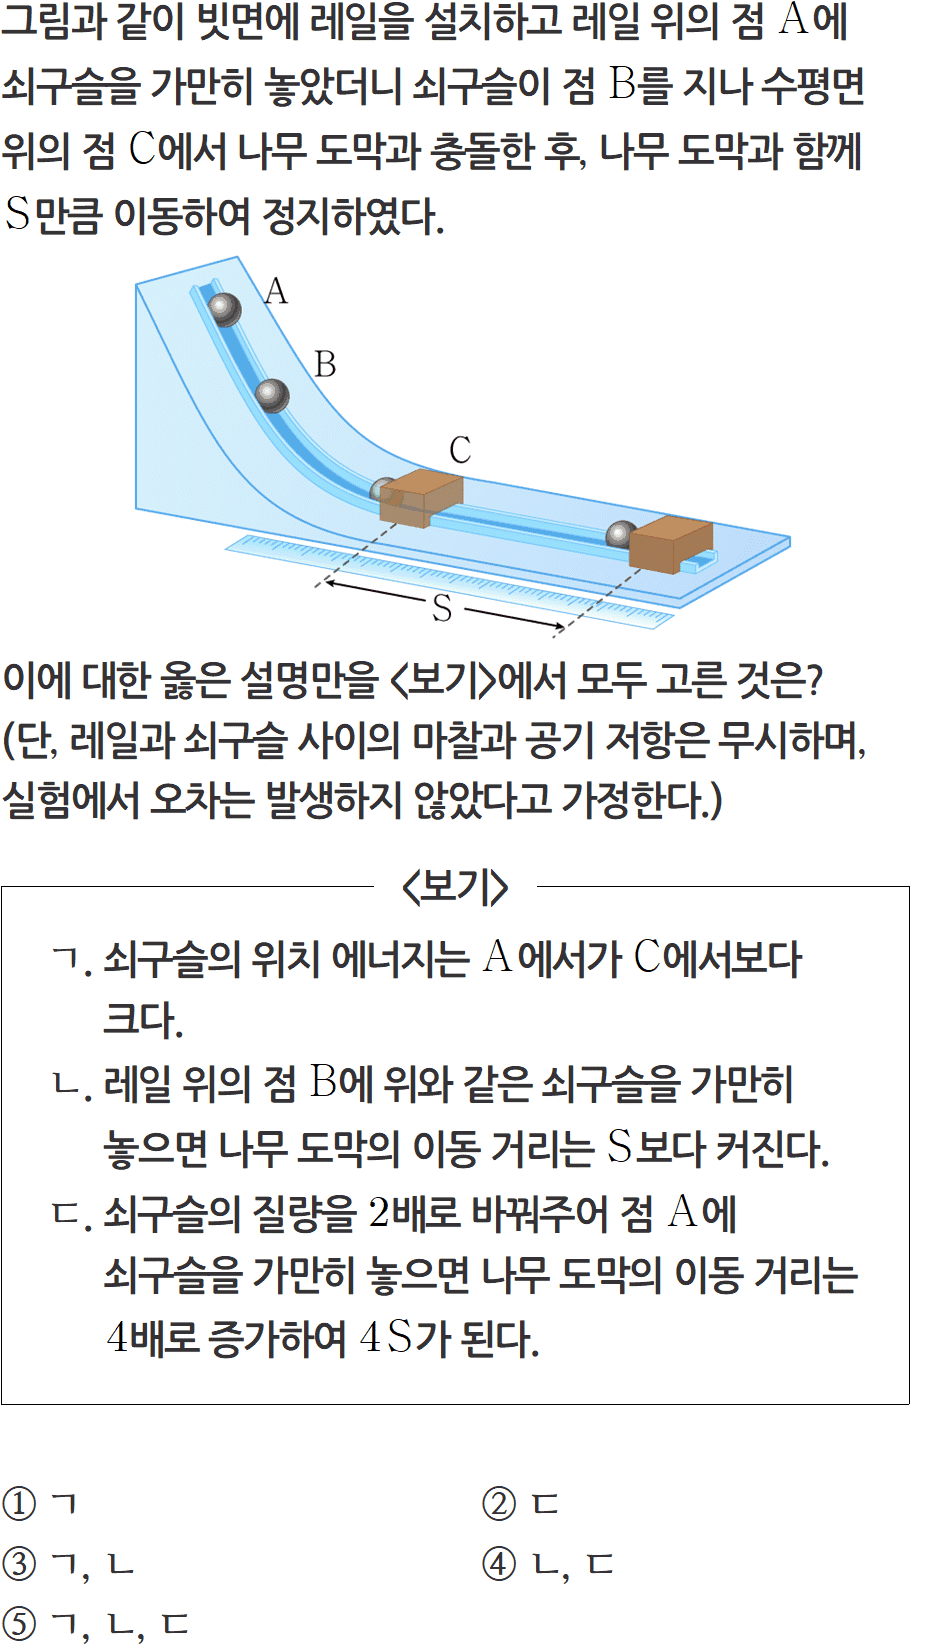 그림과 같이 빗면에 레일을 설치하고 레일 위의 점 A에
쇠구슬을 가만히 놓았더니 쇠구슬이 점 B를 지나 수평면
위의 점 C에서 나무 도막과 충돌한 후, 나무 도막과 함께
S만큼 이동하여 정지하였다.
A
B
C
S
이에 대한 옳은 설명만을 <보기>에서 모두 고른 것은?
(단, 레일과 쇠구슬 사이의 마찰과 공기 저항은 무시하며,
실험에서 오차는 발생하지 않았다고 가정한다.)
<보기>
ㄱ. 쇠구슬의 위치 에너지는 A에서가 C에서보다
크다.
ㄴ. 레일 위의 점 B에 위와 같은 쇠구슬을 가만히
놓으면 나무 도막의 이동 거리는 S보다 커진다.
ㄷ. 쇠구슬의 질량을 2배로 바꿔주어 점 A에
쇠구슬을 가만히 놓으면 나무 도막의 이동 거리는
4배로 증가하여 4S가 된다.
① ㄱ ② ㄷ
③ ㄱ, ㄴ ④ ㄴ, ㄷ
⑤ ㄱ, ㄴ, ㄷ